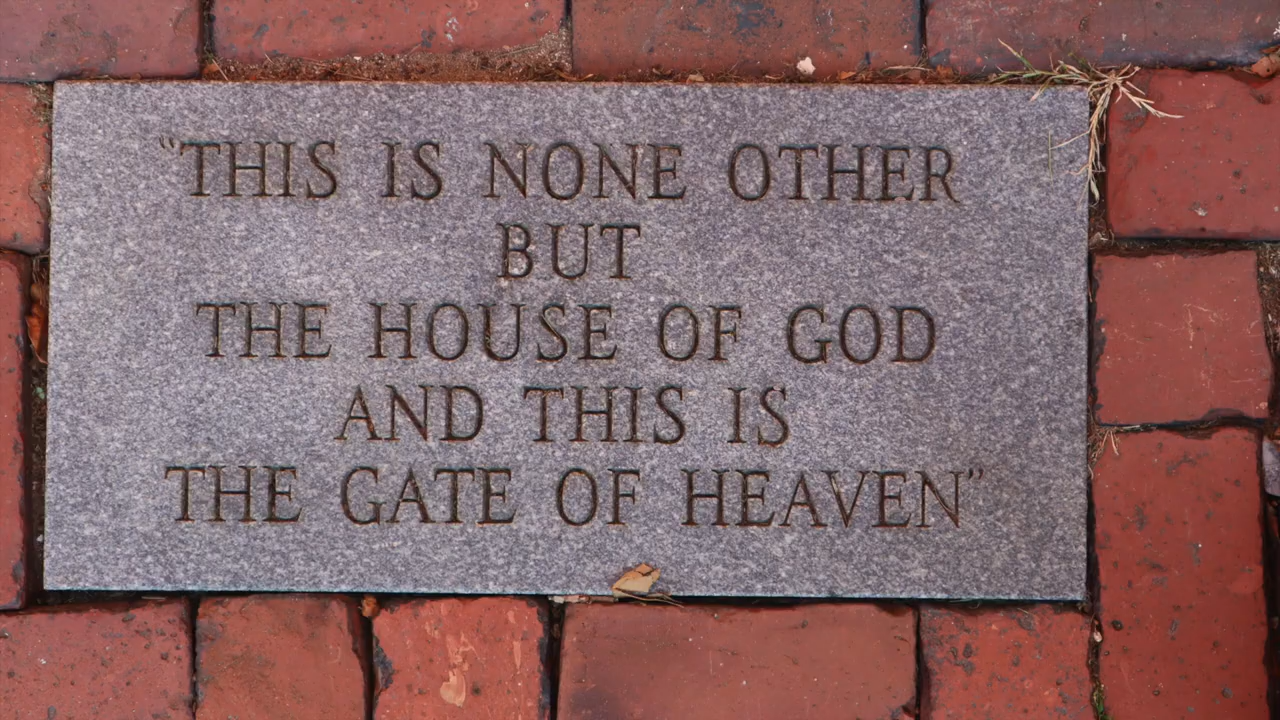 “THIS IS NONE OTHER
BUT
THE HOUSE OF GOD
AND THIS IS
THE GATE OF HEAVEN”